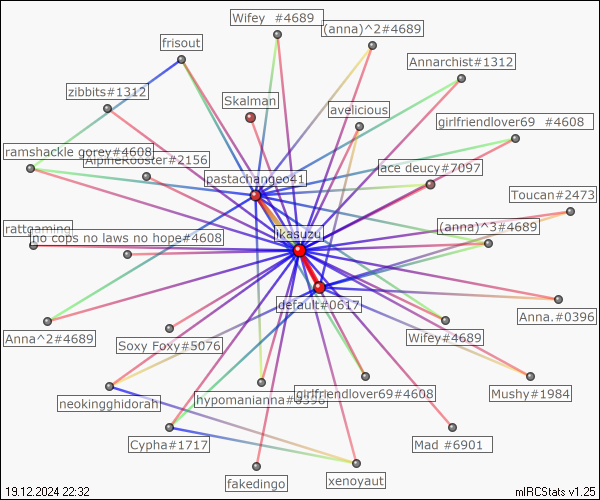 Wifey  #4689
(anna)^2#4689
frisout
Annarchist#1312
zibbits#1312
Skalman
avelicious
girlfriendlover69  #4608
ramshackle gorey#4608
AlpineRooster#2156
ace deucy#7097
pastachangeo41
Toucan#2473
rattgaming
(anna)^3#4689
ikasuzu
no cops no laws no hope#4608
default#0617
Anna.#0396
Anna^2#4689
Soxy Foxy#5076
Wifey#4689
neokingghidorah
hypomanianna#0396
girlfriendlover69#4608
Mushy#1984
Cypha#1717
Mad #6901
fakedingo
xenoyaut
19.12.2024 22:32
mIRCStats v1.25